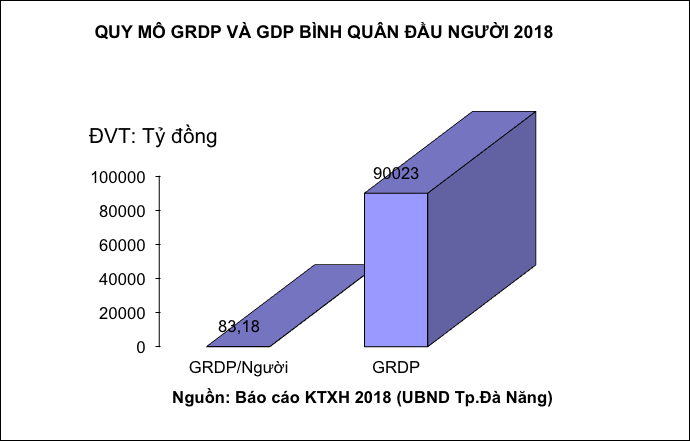 QUY MÔ GRDP VÀ GDP BÌNH QUÂN ĐẦU NGƯỜI 2018
ĐVT: Tỷ đồng
90023
100000
80000
60000
40000
20000
83,18
0
GRDP/Người
GRDP
Nguồn: Báo cáo KTXH 2018 (UBND Tp.Đà Năng)